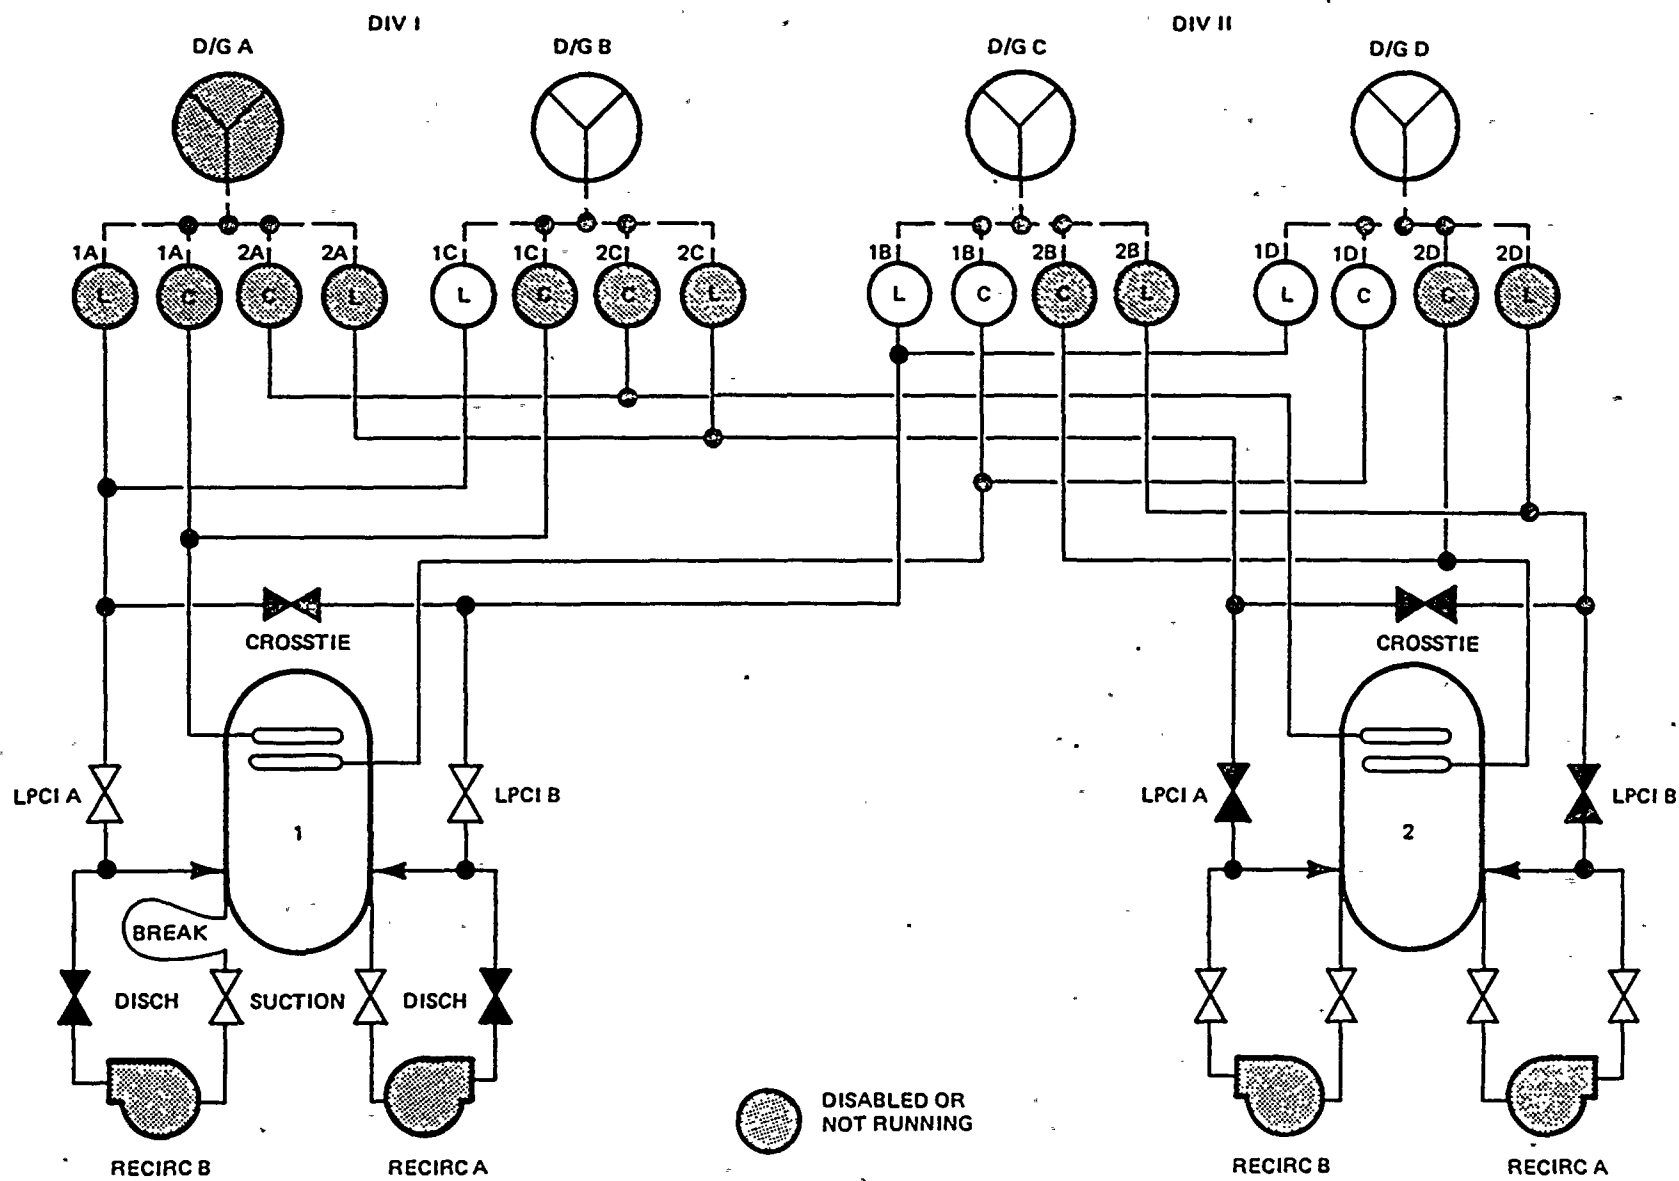 DIV I
DIV II
D/G A
D/G B
D/G C
D/G D
1A 1A 2A 2A
1C 1C 2C 2C
1B 1B 2B 2B
1D 1D 2D 2D
L C C L
L C C L
L C C L
L C C L
CROSSTIE
CROSSTIE
LPCI A
LPCI B
LPCI A
LPCI B
1
2
BREAK
DISCH
SUCTION
DISCH
DISABLED OR
NOT RUNNING
RECIRC B
RECIRC A
RECIRC B
RECIRC A